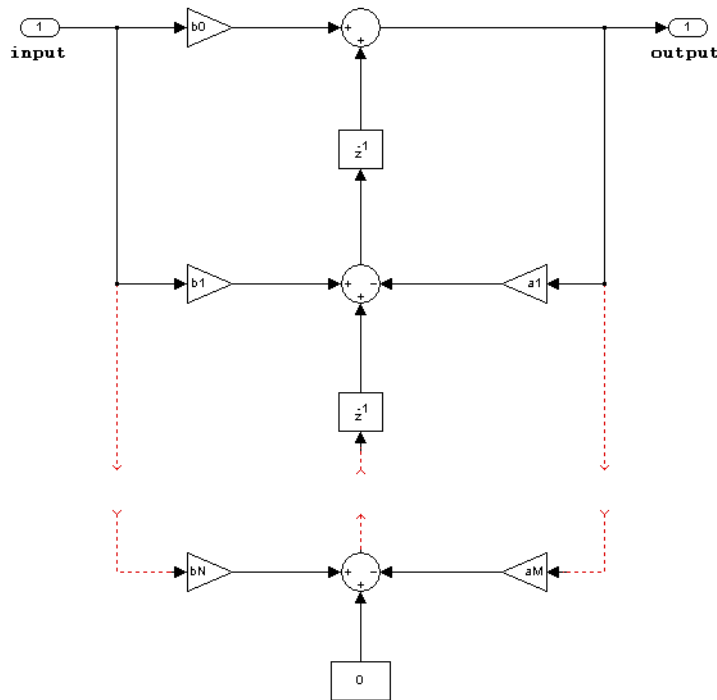 1
b0
+
+
1
input
output
z-1
b1
+
-
a1
+
z-1
bN
+
-
aM
+
0